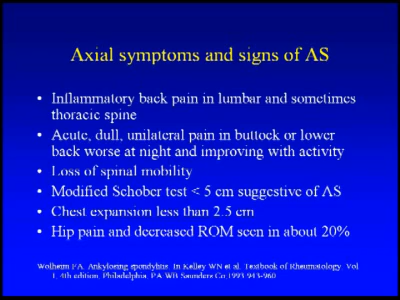 Axial symptoms and signs of AS
• Inflammatory back pain in lumbar and sometimes
thoracic spine
• Acute, dull, unilateral pain in buttock or lower
back worse at night and improving with activity
• Loss of spinal mobility
• Modified Schober test < 5 cm suggestive of AS
• Chest expansion less than 2.5 cm
• Hip pain and decreased ROM seen in about 20%
Wolheim FA. Ankylosing spondylitis. In Kelley WN et al. Textbook of Rheumatology. Vol
1, 4th edition, Philadelphia, PA WB Saunders Co,1993:943-960